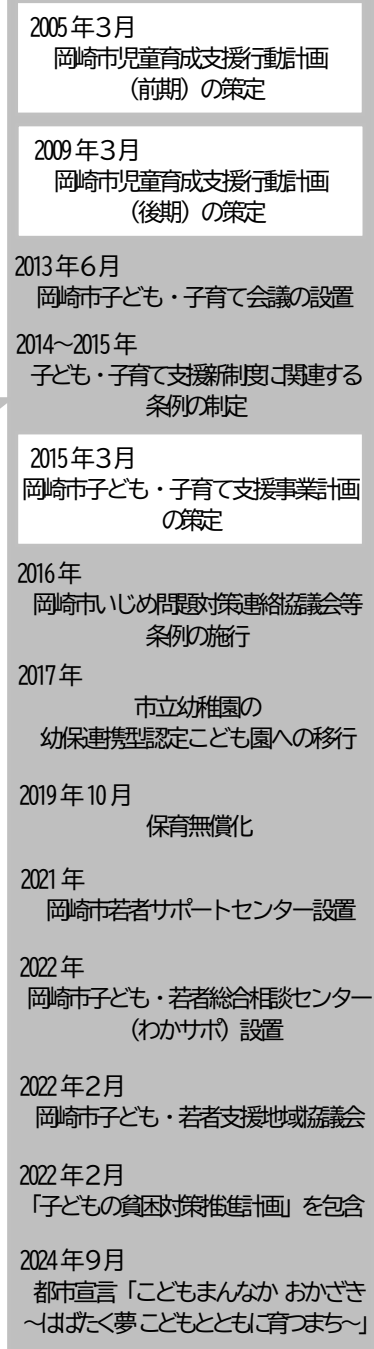 2005年3月
岡崎市児童育成支援行動計画
（前期）の策定
2009年3月
岡崎市児童育成支援行動計画
（後期）の策定
2013年6月
岡崎市子ども・子育て会議の設置
2014～2015年
子ども・子育て支援新制度に関連する
条例の制定
2015年3月
岡崎市子ども・子育て支援事業計画
の策定
2016年
岡崎市いじめ問題対策連絡協議会等
条例の施行
2017年
市立幼稚園の
幼保連携型認定こども園への移行
2019年10月
保育無償化
2021年
岡崎市若者サポートセンター設置
2022年
岡崎市子ども・若者総合相談センター
（わかサポ）設置
2022年2月
岡崎市子ども・若者支援地域協議会
2022年2月
「子どもの貧困対策推進計画」を包含
2024年9月
都市宣言「こどもまんなか おかざき
～はばたく夢 こどもとともに育つまち～」